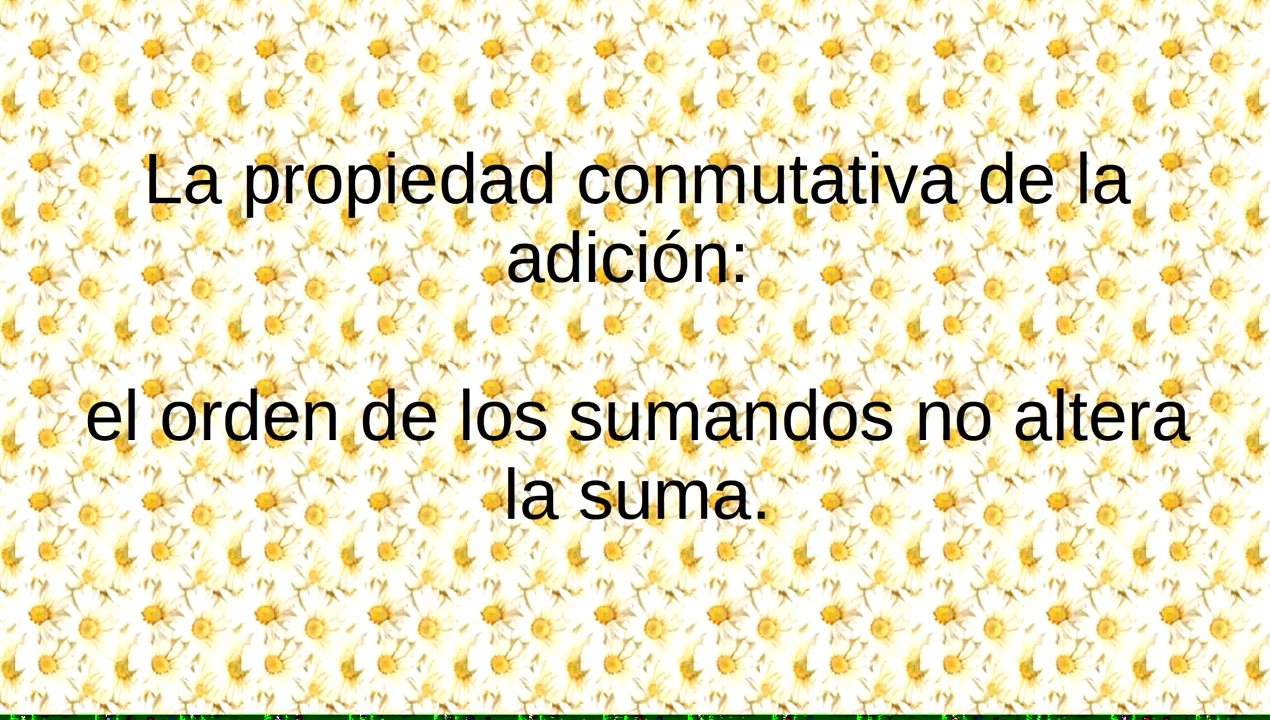 La propiedad conmutativa de la
adición:
el orden de los sumandos no altera
la suma.